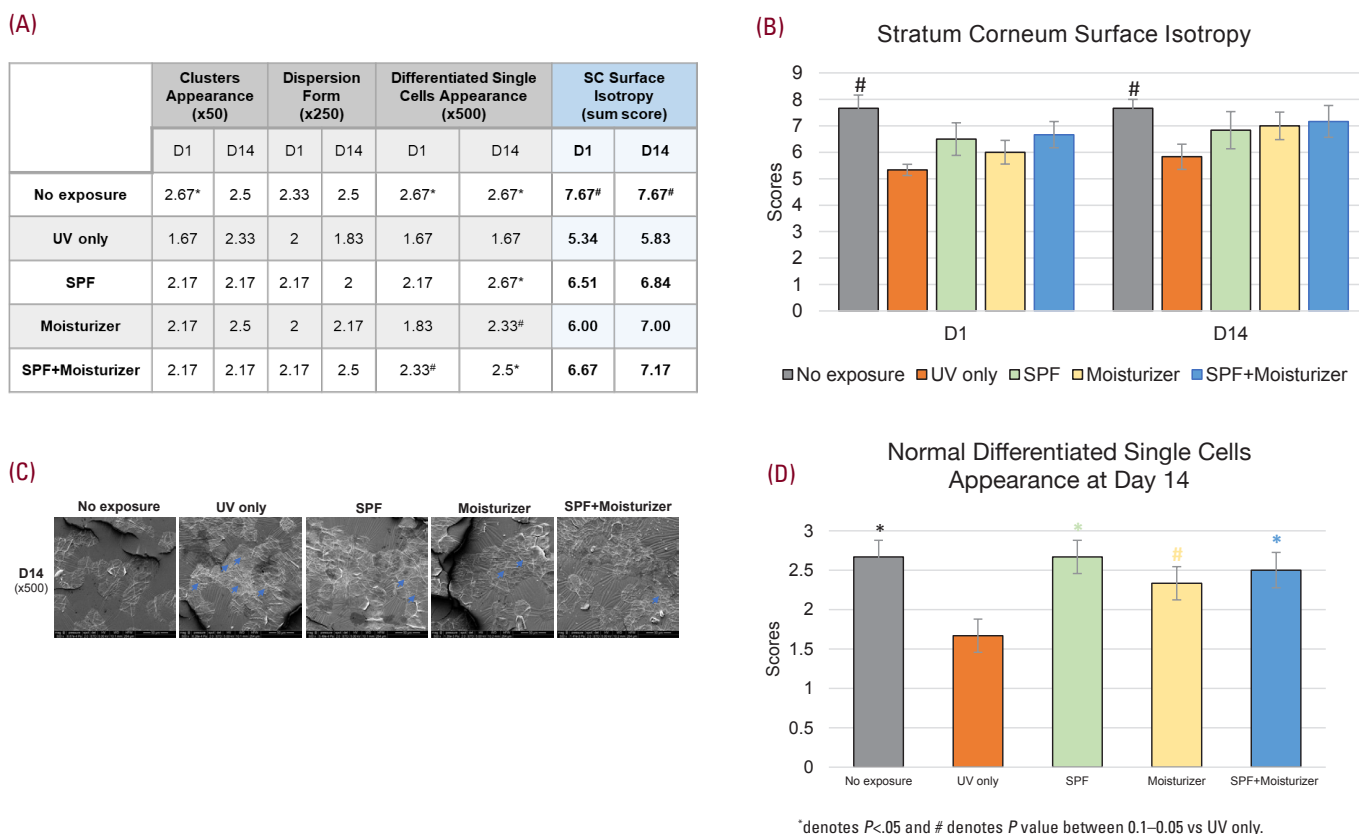 (A)
Clusters Appearance (x50)
Dispersion Form (x250)
Differentiated Single Cells Appearance (x500)
SC Surface Isotropy (sum score)
D1 D14 D1 D14 D1 D14 D1 D14
No exposure 2.67* 2.5 2.33 2.5 2.67* 2.67* 7.67# 7.67#
UV only 1.67 2.33 2 1.83 1.67 1.67 5.34 5.83
SPF 2.17 2.17 2.17 2 2.17 2.67* 6.51 6.84
Moisturizer 2.17 2.5 2 2.17 1.83 2.33# 6.00 7.00
SPF+Moisturizer 2.17 2.17 2.17 2.5 2.33# 2.5* 6.67 7.17
(B)
Stratum Corneum Surface Isotropy
Scores
9
8
7
6
5
4
3
2
1
0
# #
D1 D14
No exposure UV only SPF Moisturizer SPF+Moisturizer
(C)
No exposure UV only SPF Moisturizer SPF+Moisturizer
D14
(x500)
(D)
Normal Differentiated Single Cells
Appearance at Day 14
Scores
3
2.5
2
1.5
1
0.5
0
* * # *
No exposure UV only SPF Moisturizer SPF+Moisturizer
*denotes P<.05 and # denotes P value between 0.1–0.05 vs UV only.